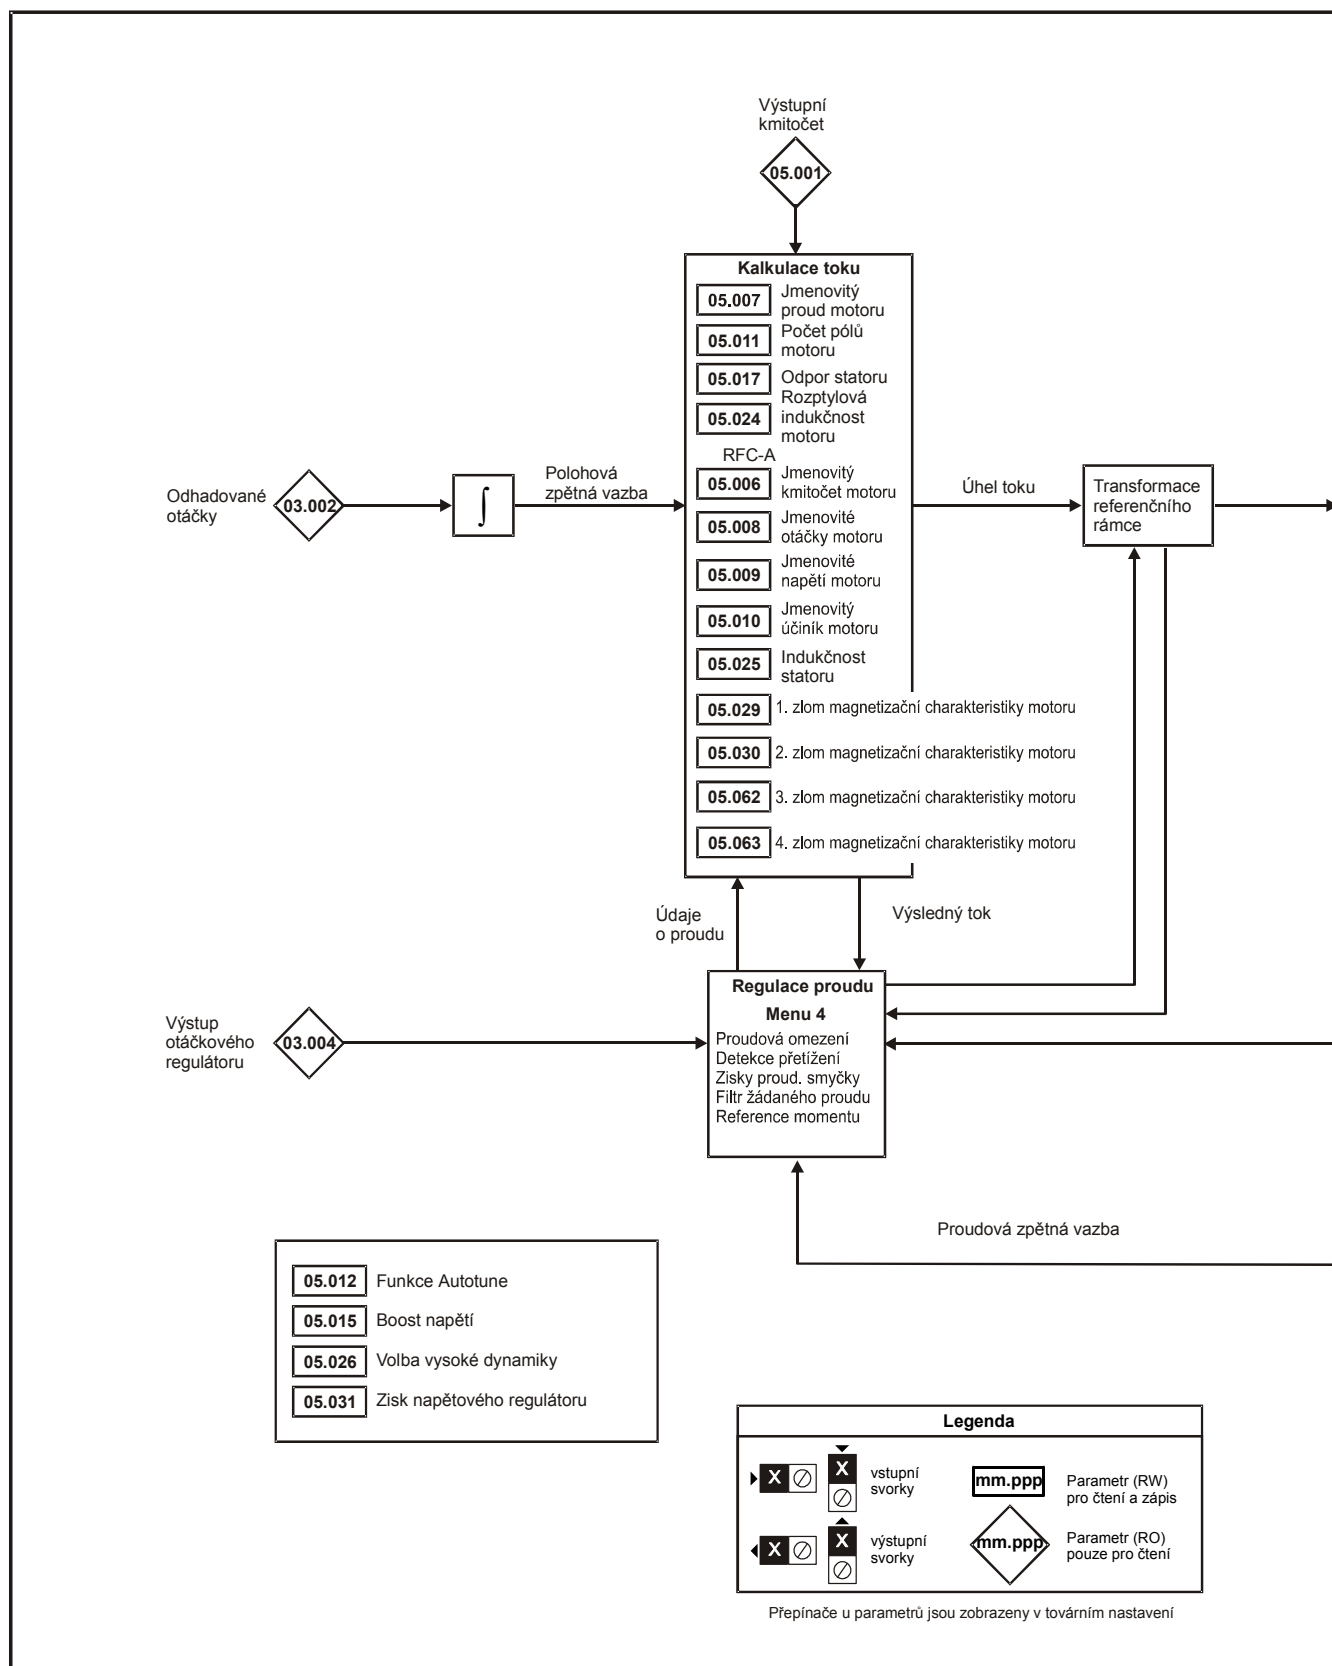 Výstupní
kmitočet
05.001
Kalkulace toku
05.007 Jmenovitý
proud motoru
05.011 Počet pólů
motoru
05.017 Odpor statoru
05.024 Rozptylová
indukčnost
motoru
RFC-A
05.006 Jmenovitý
kmitočet motoru
05.008 Jmenovité
otáčky motoru
05.009 Jmenovité
napětí motoru
05.010 Jmenovitý
účiník motoru
05.025 Indukčnost
statoru
05.029 1. zlom magnetizační charakteristiky motoru
05.030 2. zlom magnetizační charakteristiky motoru
05.062 3. zlom magnetizační charakteristiky motoru
05.063 4. zlom magnetizační charakteristiky motoru
Odhadované
otáčky
03.002
∫
Polohová
zpětná vazba
Úhel toku
Transformace
referenčního
rámce
Údaje
o proudu
Výsledný tok
Výstup
otáčkového
regulátoru
03.004
Regulace proudu
Menu 4
Proudová omezení
Detekce přetížení
Zisky proud. smyčky
Filtr žádaného proudu
Reference momentu
Proudová zpětná vazba
05.012 Funkce Autotune
05.015 Boost napětí
05.026 Volba vysoké dynamiky
05.031 Zisk napěťového regulátoru
Legenda
X X vstupní
svorky
mm.ppp Parametr (RW)
pro čtení a zápis
X X výstupní
svorky
mm.ppp Parametr (RO)
pouze pro čtení
Přepínače u parametrů jsou zobrazeny v továrním nastavení